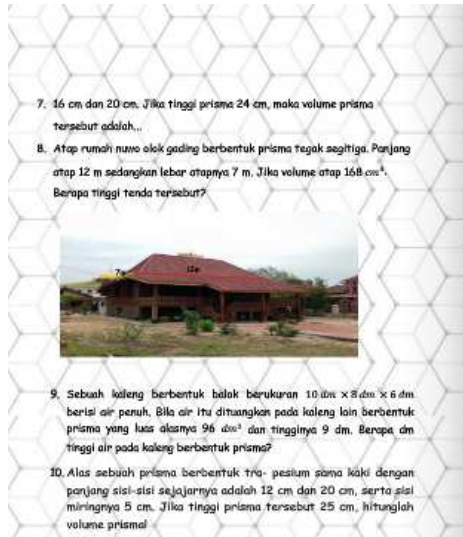 7. 16 cm dan 20 cm. Jika tinggi prisma 24 cm, maka volume prisma
tersebut adalah...
8. Atap rumah nuwo olok gading berbentuk prisma tegak segitiga. Panjang
atap 12 m sedangkan lebar atapnya 7 m. Jika volume atap 168 cm³.
Berapa tinggi tenda tersebut?
7m 12m
9. Sebuah kaleng berbentuk balok berukuran 10 dm × 8 dm × 6 dm
berisi air penuh. Bila air itu dituangkan pada kaleng lain berbentuk
prisma yang luas alasnya 96 dm² dan tingginya 9 dm. Berapa dm
tinggi air pada kaleng berbentuk prisma?
10. Alas sebuah prisma berbentuk tra- pesium sama kaki dengan
panjang sisi-sisi sejajarnya adalah 12 cm dan 20 cm, serta sisi
miringnya 5 cm. Jika tinggi prisma tersebut 25 cm, hitunglah
volume prisma!